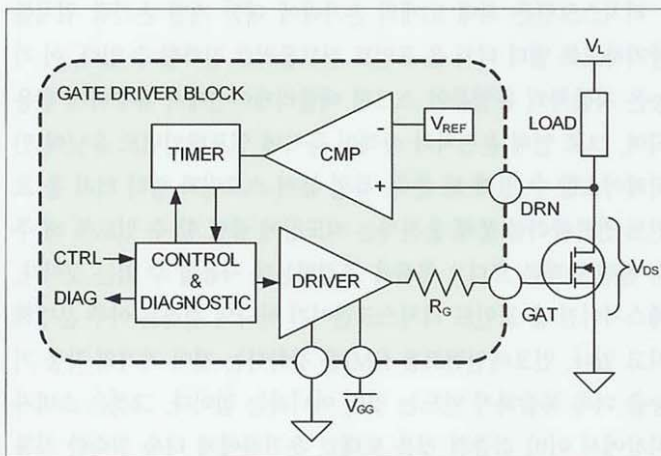 GATE DRIVER BLOCK
V_L
LOAD
V_REF
TIMER
CMP
+
DRN
CTRL
DIAG
CONTROL
&
DIAGNOSTIC
DRIVER
R_G
GAT
V_DS
V_GG